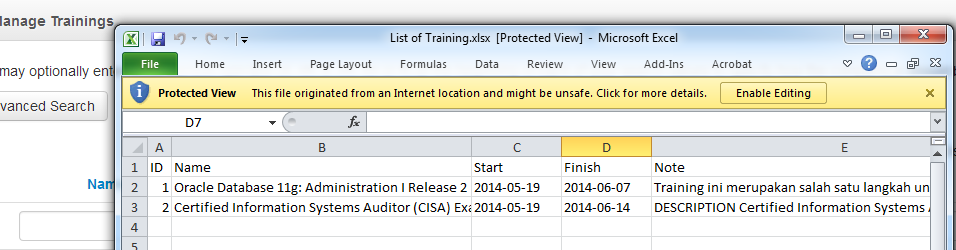 Manage Trainings
List of Training.xlsx [Protected View] - Microsoft Excel
File Home Insert Page Layout Formulas Data Review View Add-Ins Acrobat
may optionally ent
Protected View This file originated from an Internet location and might be unsafe. Click for more details. Enable Editing
vanced Search
D7 fx
A B C D E
1 ID Name Start Finish Note
2 1 Oracle Database 11g: Administration I Release 2 2014-05-19 2014-06-07 Training ini merupakan salah satu langkah un
Nam
3 2 Certified Information Systems Auditor (CISA) Exa 2014-05-19 2014-06-14 DESCRIPTION Certified Information Systems A
4
5